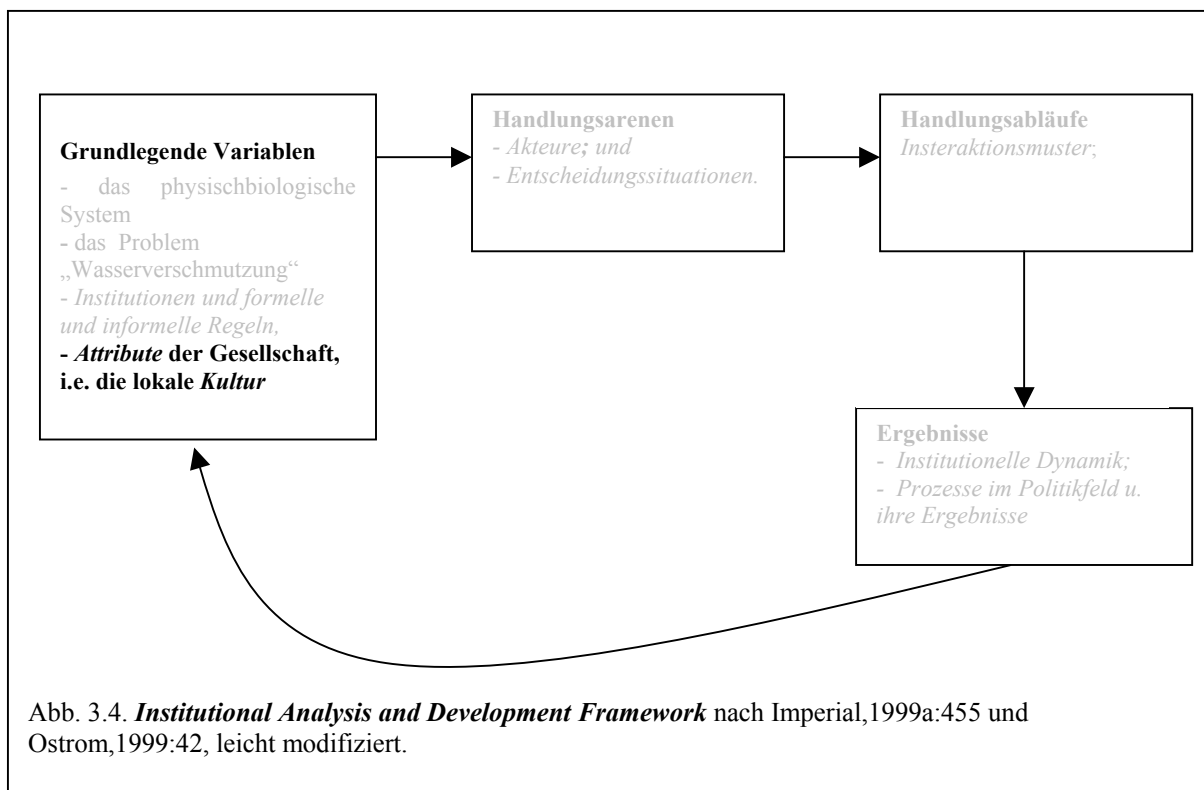 Grundlegende Variablen
- das physischbiologische
System
- das Problem
„Wasserverschmutzung“
- Institutionen und formelle
und informelle Regeln,
- Attribute der Gesellschaft,
i.e. die lokale Kultur
Handlungsarenen
- Akteure; und
- Entscheidungssituationen.
Handlungsabläufe
Insteraktionsmuster;
Ergebnisse
- Institutionelle Dynamik;
- Prozesse im Politikfeld u.
ihre Ergebnisse
Abb. 3.4. Institutional Analysis and Development Framework nach Imperial,1999a:455 und
Ostrom,1999:42, leicht modifiziert.